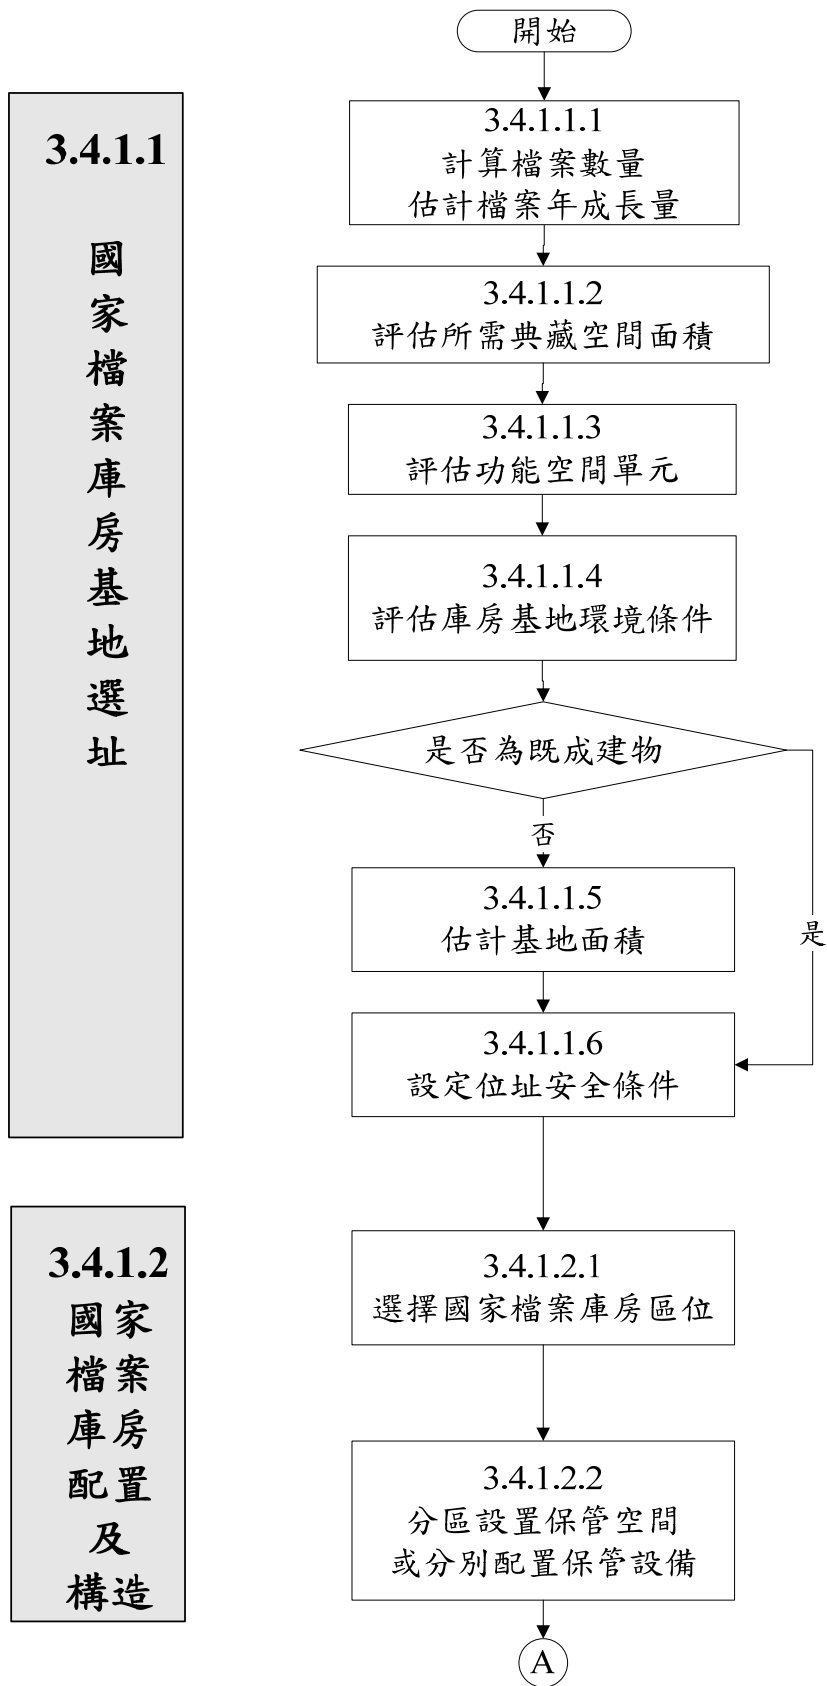 開始
3.4.1.1
國
家
檔
案
庫
房
基
地
選
址
3.4.1.1.1
計算檔案數量
估計檔案年成長量
3.4.1.1.2
評估所需典藏空間面積
3.4.1.1.3
評估功能空間單元
3.4.1.1.4
評估庫房基地環境條件
是否為既成建物
否
是
3.4.1.1.5
估計基地面積
3.4.1.1.6
設定位址安全條件
3.4.1.2
國家
檔案
庫房
配置
及
構造
3.4.1.2.1
選擇國家檔案庫房區位
3.4.1.2.2
分區設置保管空間
或分別配置保管設備
A